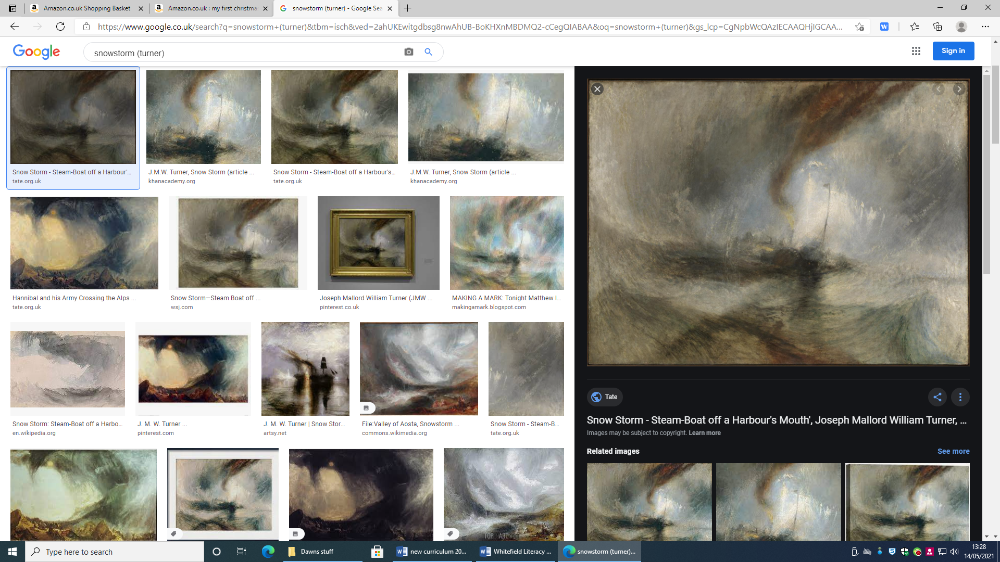 Amazon.co.uk Shopping Basket
Amazon.co.uk : my first christma
snowstorm (turner) - Google Sea
https://www.google.co.uk/search?q=snowstorm+(turner)&tbm=isch&ved=2ahUKEwitgdbsg8nwAhUB-BoKHXnMBDMQ2-cCegQIABAA&oq=snowstorm+(turner)&gs_lcp=CgNpbWcQAzIECAAQHjIGCAA...
Google
snowstorm (turner)
Sign in
Snow Storm - Steam-Boat off a Harbour'...
tate.org.uk
J.M.W. Turner, Snow Storm (article ...
khanacademy.org
Snow Storm - Steam-Boat off a Harbour's...
tate.org.uk
J.M.W. Turner, Snow Storm (article ...
khanacademy.org
Hannibal and his Army Crossing the Alps ...
tate.org.uk
Snow Storm—Steam Boat off ...
wsj.com
Joseph Mallord William Turner (JMW ...
pinterest.co.uk
MAKING A MARK: Tonight Matthew I...
makingamark.blogspot.com
Snow Storm: Steam-Boat off a Harbo...
en.wikipedia.org
J. M. W. Turner ...
pinterest.com
J. M. W. Turner | Snow Stor...
artsy.net
File:Valley of Aosta, Snowstorm ...
commons.wikimedia.org
Snow Storm - Steam-B...
tate.org.uk
Tate
Snow Storm - Steam-Boat off a Harbour's Mouth', Joseph Mallord William Turner, ...
Images may be subject to copyright. Learn more
Related images
See more
Type here to search
Dawns stuff
new curriculum 20...
Whitefield Literacy ...
snowstorm (turner)...
13:28
14/05/2021